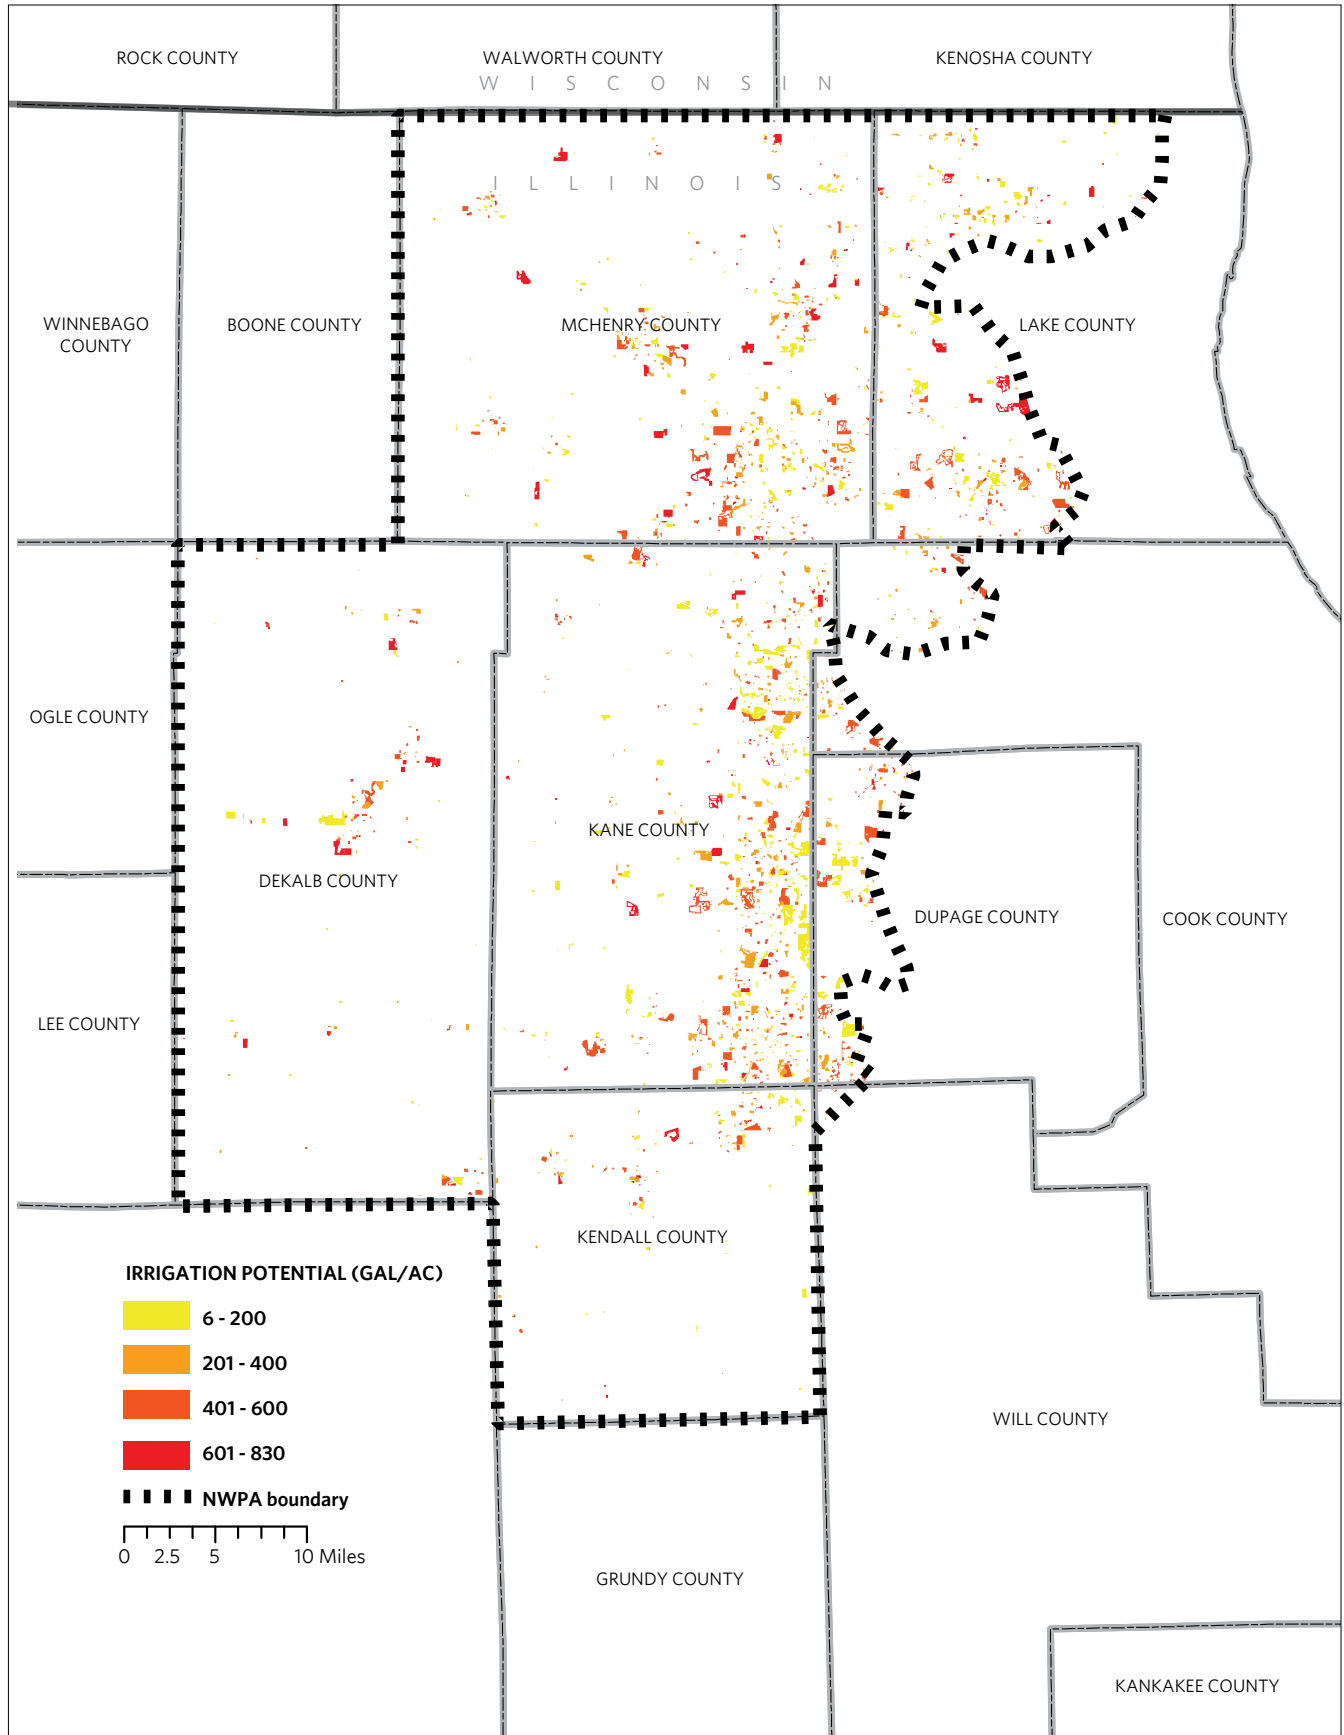 ROCK COUNTY
WALWORTH COUNTY
KENOSHA COUNTY
WISCONSIN
ILLINOIS
WINNEBAGO
COUNTY
BOONE COUNTY
MCHENRY COUNTY
LAKE COUNTY
OGLE COUNTY
KANE COUNTY
DEKALB COUNTY
DUPAGE COUNTY
COOK COUNTY
LEE COUNTY
KENDALL COUNTY
IRRIGATION POTENTIAL (GAL/AC)
6 - 200
201 - 400
401 - 600
601 - 830
NWPA boundary
0 2.5 5 10 Miles
WILL COUNTY
GRUNDY COUNTY
KANKAKEE COUNTY